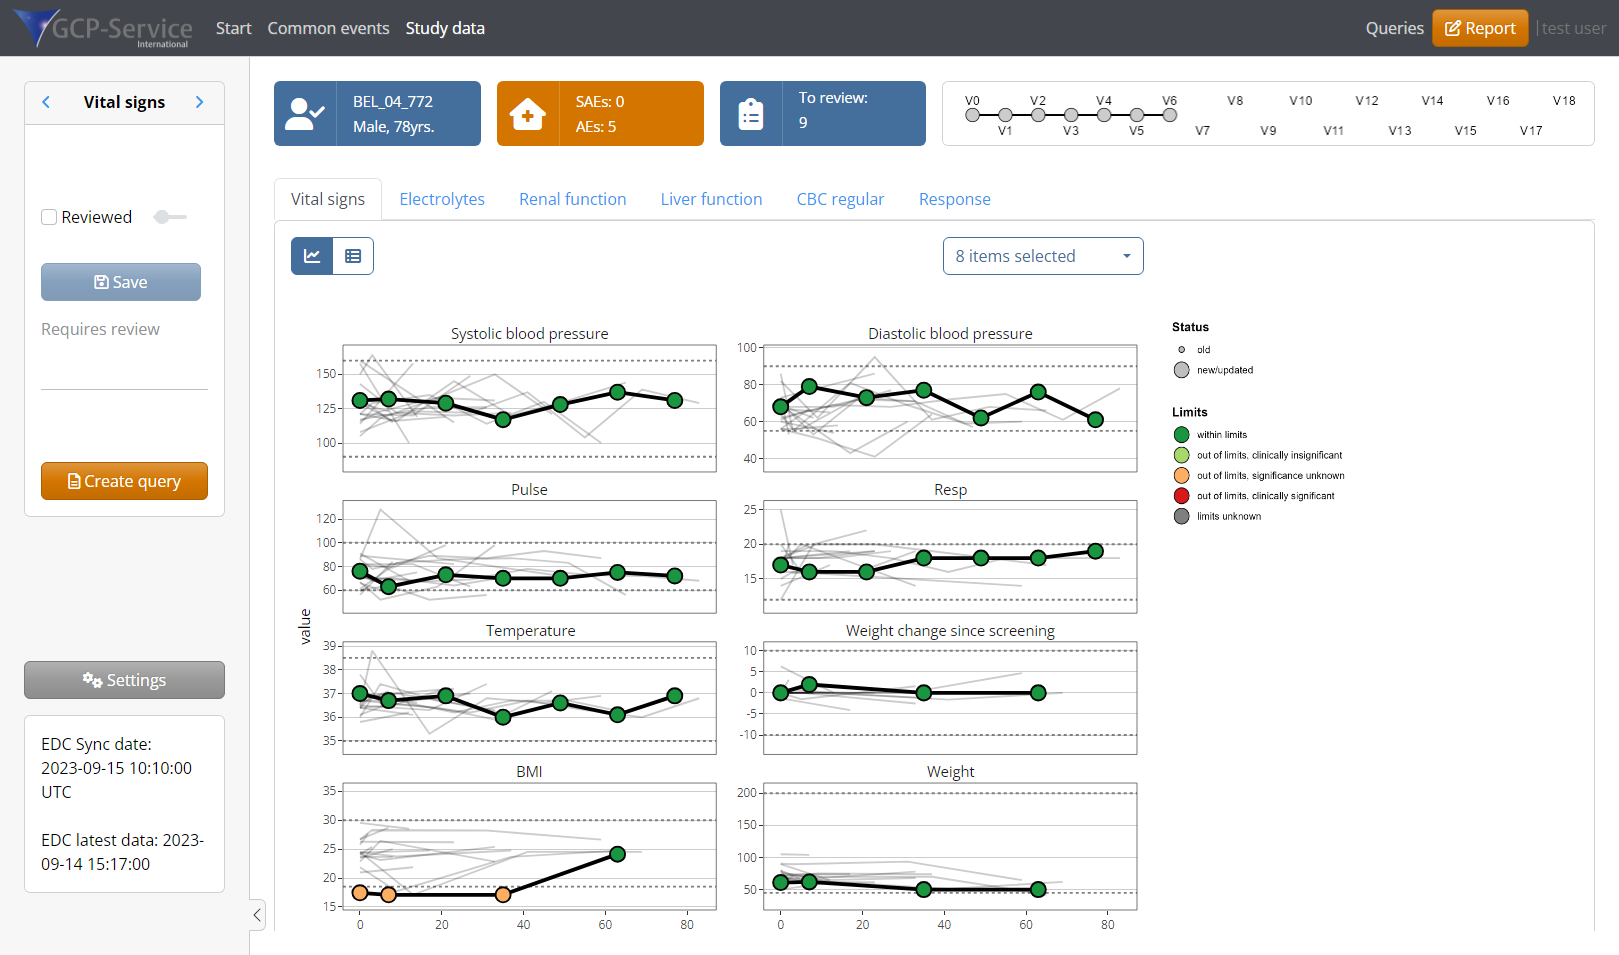 GCP-Service
International
Start Common events Study data
Queries Report | test user
Vital signs
Reviewed
Save
Requires review
Create query
Settings
EDC Sync date:
2023-09-15 10:10:00
UTC
EDC latest data: 2023-
09-14 15:17:00
BEL_04_772
Male, 78yrs.
SAEs: 0
AEs: 5
To review:
9
V0 V2 V4 V6 V8 V10 V12 V14 V16 V18
V1 V3 V5 V7 V9 V11 V13 V15 V17
Vital signs Electrolytes Renal function Liver function CBC regular Response
8 items selected
value
Systolic blood pressure
150
125
100
Diastolic blood pressure
100
80
60
40
Pulse
120
100
80
60
Resp
25
20
15
Temperature
39
38
37
36
35
Weight change since screening
10
5
0
-5
-10
BMI
35
30
25
20
15
0 20 40 60 80
Weight
200
150
100
50
0 20 40 60 80
Status
old
new/updated
Limits
within limits
out of limits, clinically insignificant
out of limits, significance unknown
out of limits, clinically significant
limits unknown